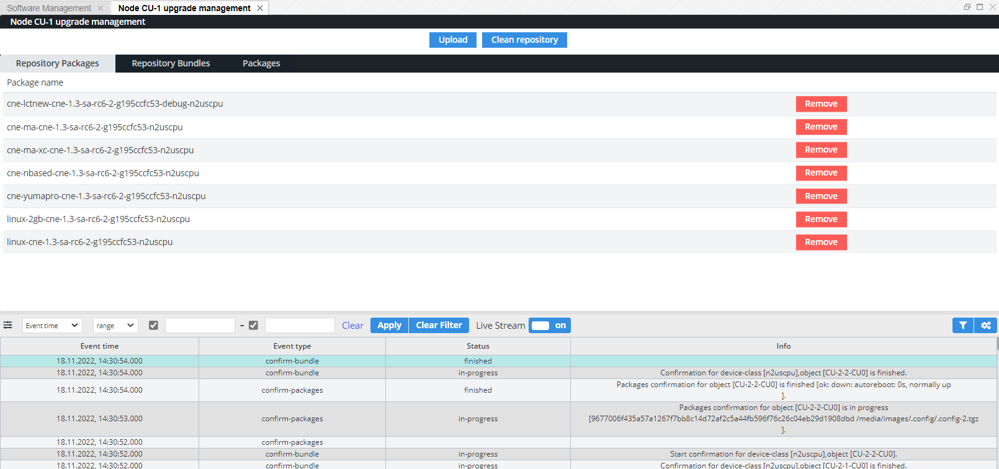 Software Management
Node CU-1 upgrade management
Node CU-1 upgrade management
Upload Clean repository
Repository Packages Repository Bundles Packages
Package name
cne-lctnew-cne-1.3-sa-rc6-2-g195ccfc53-debug-n2uscpu Remove
cne-ma-cne-1.3-sa-rc6-2-g195ccfc53-n2uscpu Remove
cne-ma-xc-cne-1.3-sa-rc6-2-g195ccfc53-n2uscpu Remove
cne-nbased-cne-1.3-sa-rc6-2-g195ccfc53-n2uscpu Remove
cne-yumapro-cne-1.3-sa-rc6-2-g195ccfc53-n2uscpu Remove
linux-2gb-cne-1.3-sa-rc6-2-g195ccfc53-n2uscpu Remove
linux-cne-1.3-sa-rc6-2-g195ccfc53-n2uscpu Remove
Event time range - Clear Apply Clear Filter Live Stream on
Event time Event type Status Info
18.11.2022, 14:30:54.000 confirm-bundle finished
18.11.2022, 14:30:54.000 confirm-bundle in-progress Confirmation for device-class [n2uscpu],object [CU-2-2-CU0] is finished.
18.11.2022, 14:30:54.000 confirm-packages finished Packages confirmation for object [CU-2-2-CU0] is finished [ok: down: autoreboot: 0s, normally up
].
18.11.2022, 14:30:53.000 confirm-packages in-progress Packages confirmation for object [CU-2-2-CU0] is in progress
[9677006f435a57a1267f7bb8c14d72af2c5a44fb596f76c26c04eb29d1908dbd /media/images/.config/.config-2.tgz
].
18.11.2022, 14:30:52.000 confirm-packages
18.11.2022, 14:30:52.000 confirm-bundle in-progress Start confirmation for device-class [n2uscpu],object [CU-2-2-CU0].
18.11.2022, 14:30:52.000 confirm-bundle in-progress Confirmation for device-class [n2uscpu],object [CU-2-1-CU0] is finished.